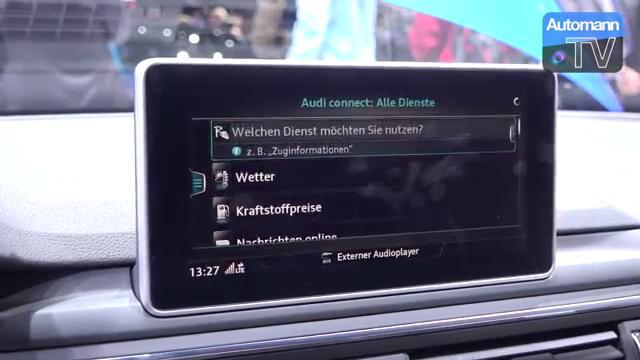 Automann
TV
Audi connect: Alle Dienste
Welchen Dienst möchten Sie nutzen?
z. B. „Zuginformationen"
Wetter
Kraftstoffpreise
Nachrichten online
Externer Audioplayer
13:27 LTE